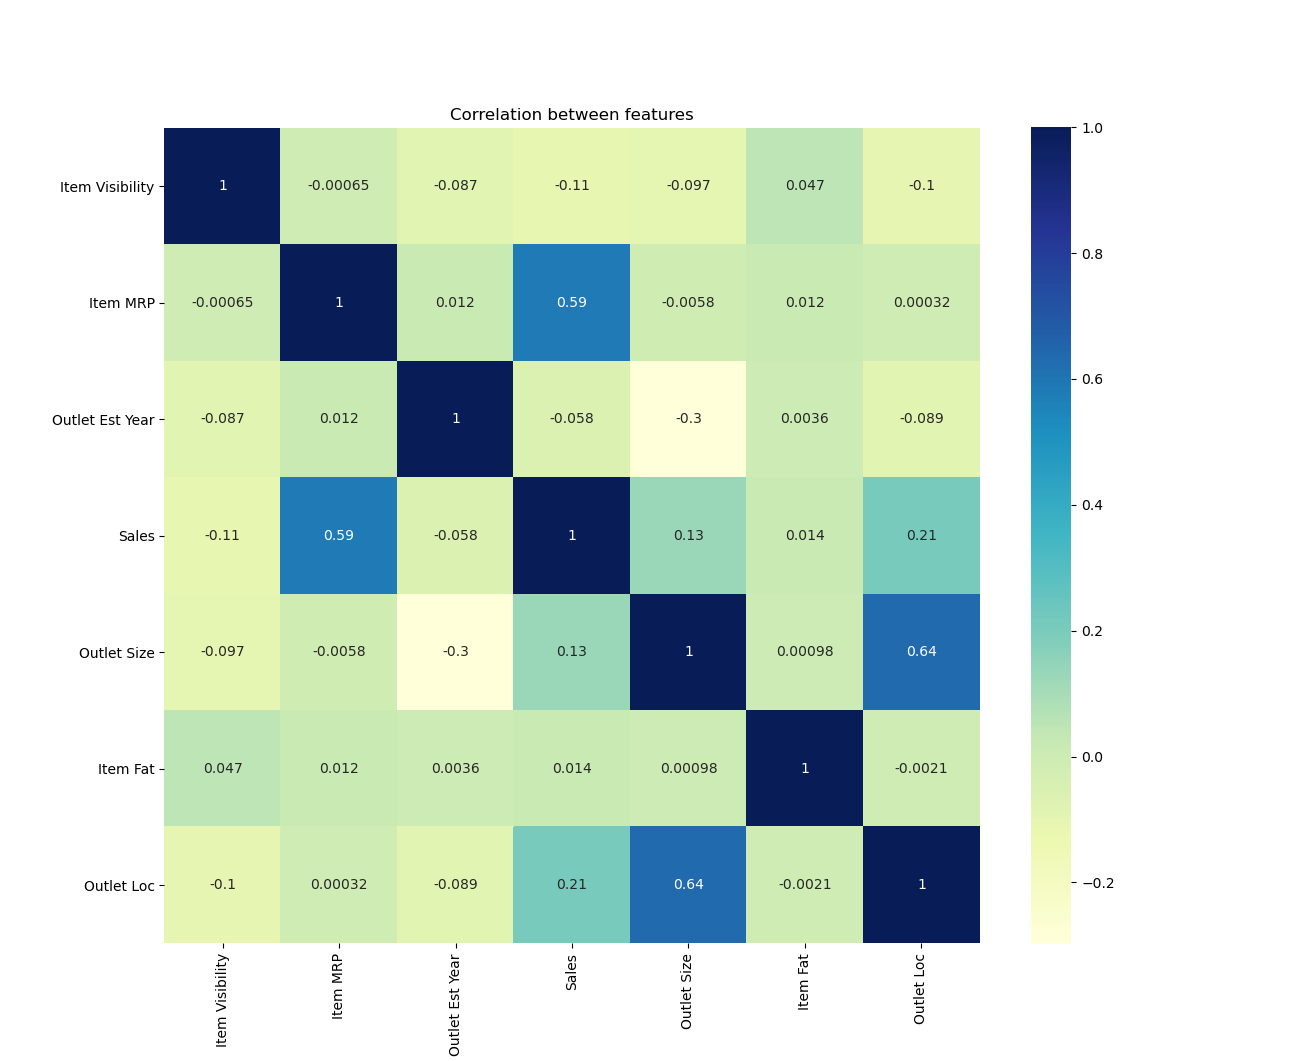 Correlation between features
Item Visibility 1 -0.00065 -0.087 -0.11 -0.097 0.047 -0.1
Item MRP -0.00065 1 0.012 0.59 -0.0058 0.012 0.00032
Outlet Est Year -0.087 0.012 1 -0.058 -0.3 0.0036 -0.089
Sales -0.11 0.59 -0.058 1 0.13 0.014 0.21
Outlet Size -0.097 -0.0058 -0.3 0.13 1 0.00098 0.64
Item Fat 0.047 0.012 0.0036 0.014 0.00098 1 -0.0021
Outlet Loc -0.1 0.00032 -0.089 0.21 0.64 -0.0021 1
Item Visibility
Item MRP
Outlet Est Year
Sales
Outlet Size
Item Fat
Outlet Loc
1.0
0.8
0.6
0.4
0.2
0.0
−0.2